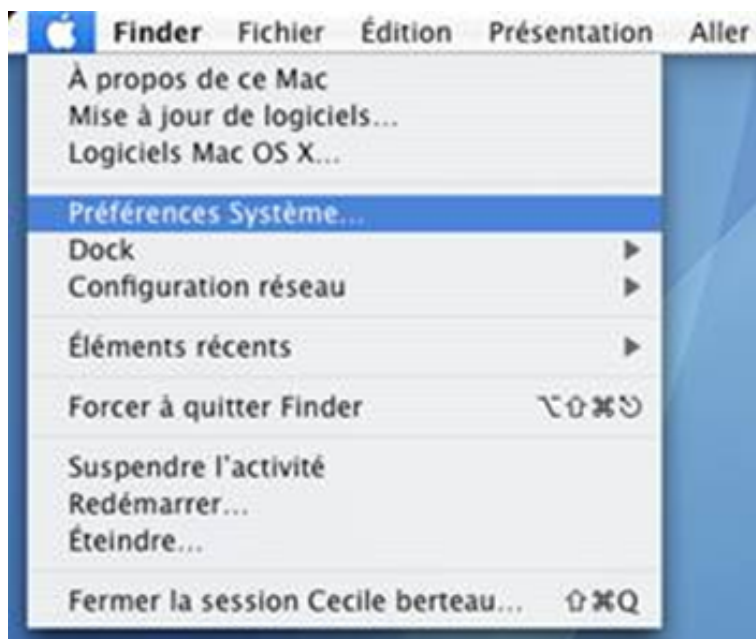 Finder Fichier Édition Présentation Aller
À propos de ce Mac
Mise à jour de logiciels...
Logiciels Mac OS X...
Préférences Système...
Dock
Configuration réseau
Éléments récents
Forcer à quitter Finder ⌥⇧⌘⎋
Suspendre l'activité
Redémarrer...
Éteindre...
Fermer la session Cecile berteau... ⇧⌘Q